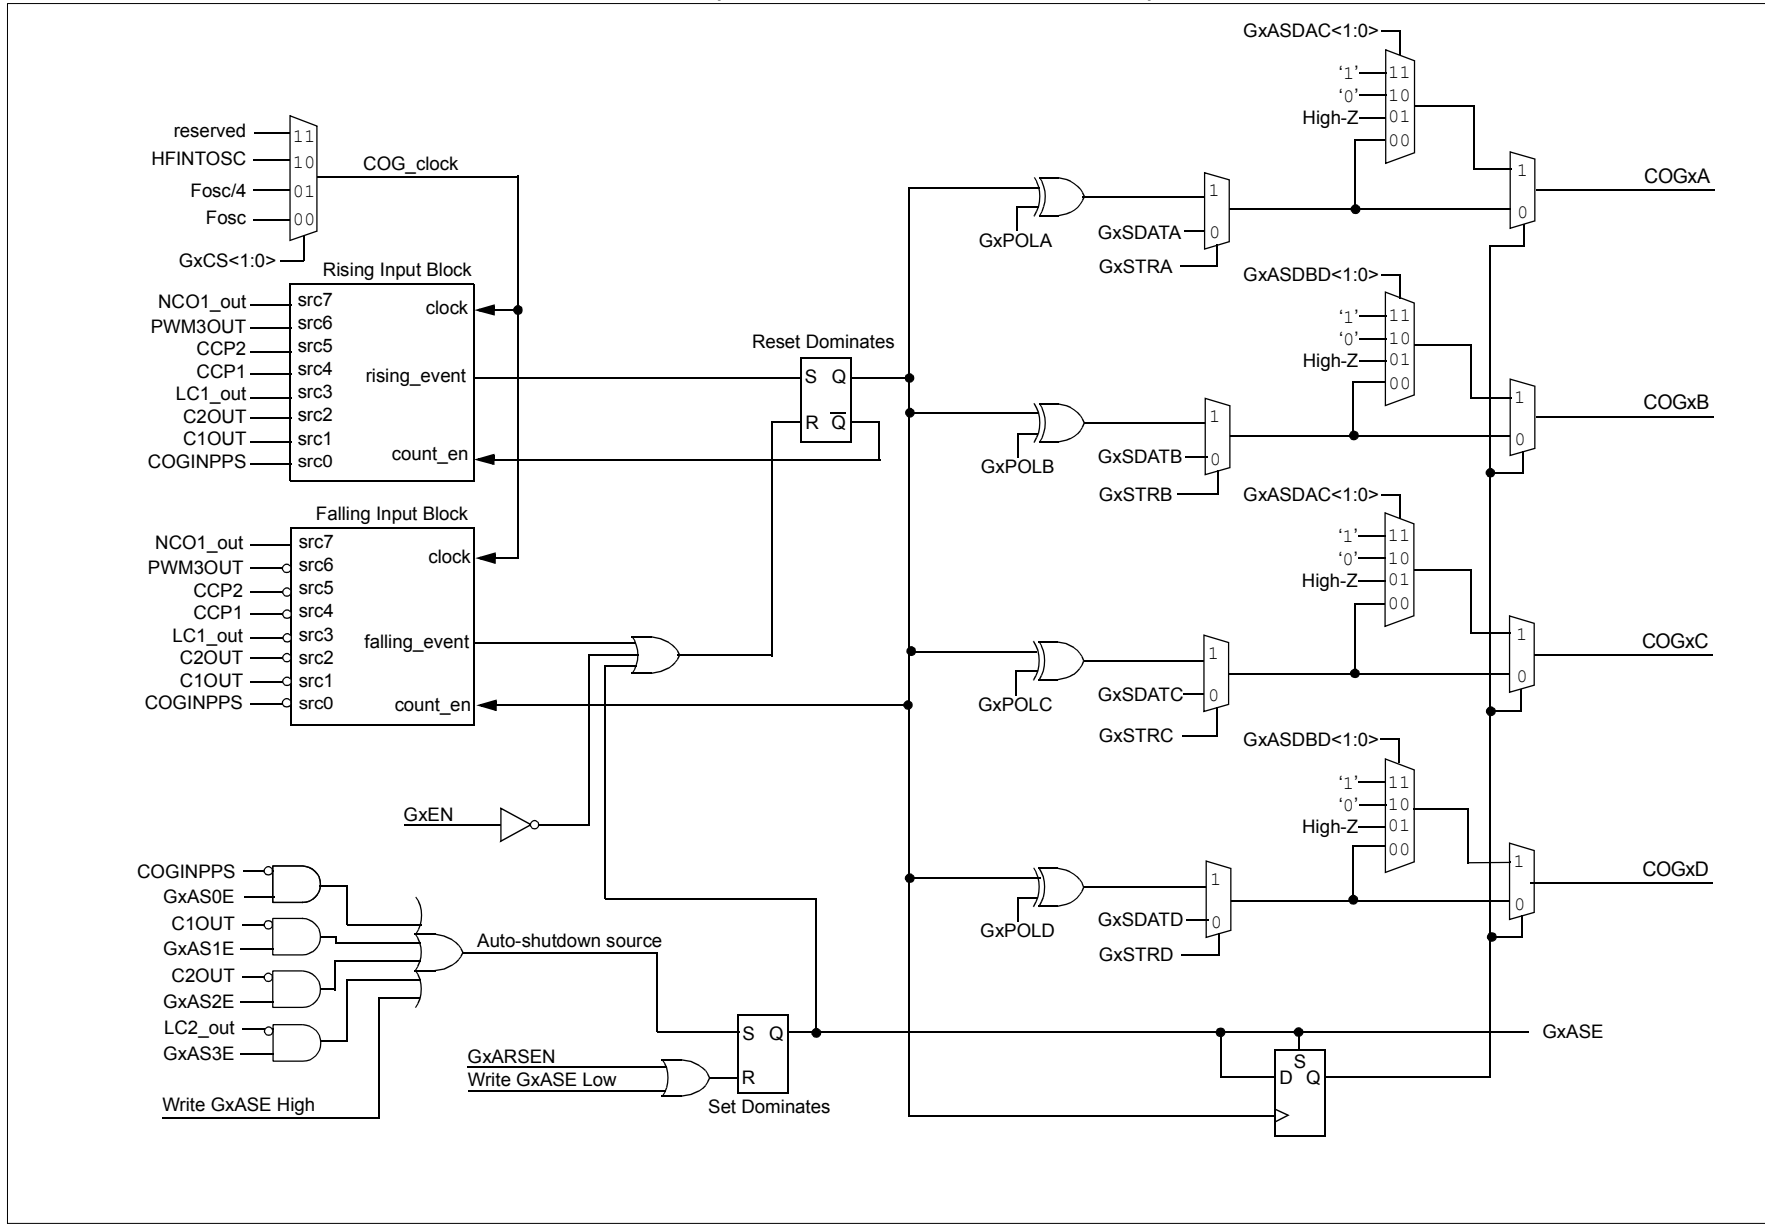 reserved
HFINTOSC
Fosc/4
Fosc
11
10
01
00
GxCS<1:0>
COG_clock
Rising Input Block
NCO1_out
PWM3OUT
CCP2
CCP1
LC1_out
C2OUT
C1OUT
COGINPPS
src7
src6
src5
src4
src3
src2
src1
src0
clock
rising_event
count_en
Falling Input Block
NCO1_out
PWM3OUT
CCP2
CCP1
LC1_out
C2OUT
C1OUT
COGINPPS
src7
src6
src5
src4
src3
src2
src1
src0
clock
falling_event
count_en
Reset Dominates
S Q
R Q
GxEN
COGINPPS
GxAS0E
C1OUT
GxAS1E
C2OUT
GxAS2E
LC2_out
GxAS3E
Write GxASE High
Auto-shutdown source
GxARSEN
Write GxASE Low
S Q
R
Set Dominates
GxASDAC<1:0>
'1'
'0'
High-Z
11
10
01
00
GxPOLA
GxSDATA
GxSTRA
1
0
1
0
COGxA
GxASDBD<1:0>
'1'
'0'
High-Z
11
10
01
00
GxPOLB
GxSDATB
GxSTRB
1
0
1
0
COGxB
GxASDAC<1:0>
'1'
'0'
High-Z
11
10
01
00
GxPOLC
GxSDATC
GxSTRC
1
0
1
0
COGxC
GxASDBD<1:0>
'1'
'0'
High-Z
11
10
01
00
GxPOLD
GxSDATD
GxSTRD
1
0
1
0
COGxD
GxASE
S
D Q